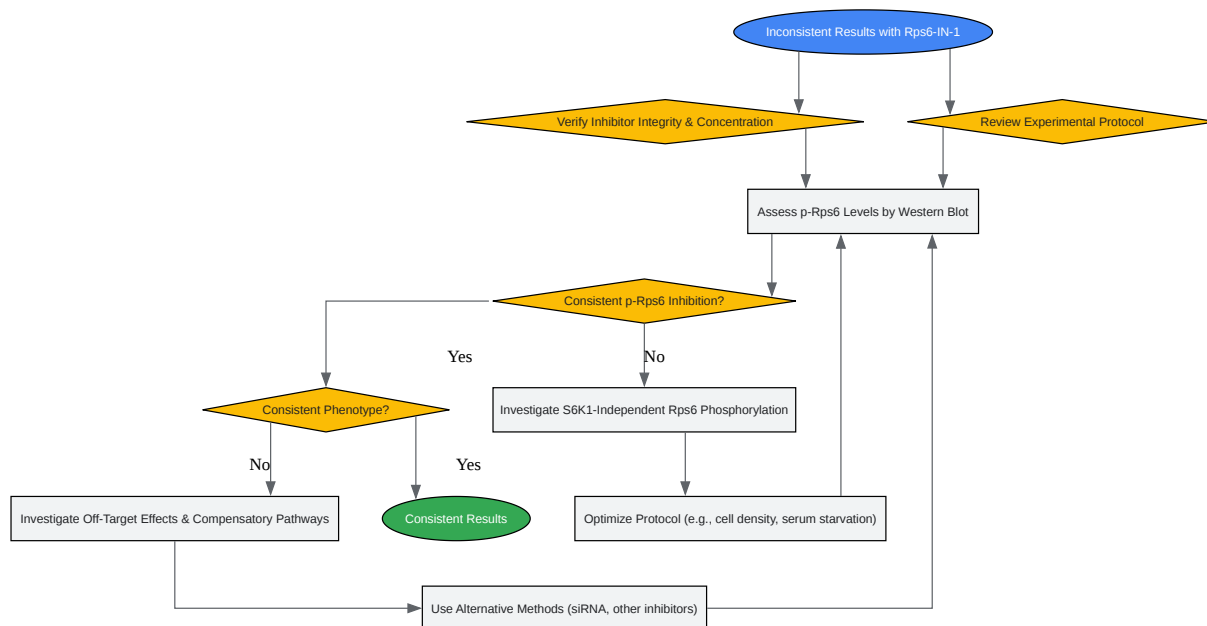 Inconsistent Results with Rps6-IN-1
Verify Inhibitor Integrity & Concentration
Review Experimental Protocol
Assess p-Rps6 Levels by Western Blot
Consistent p-Rps6 Inhibition?
Yes
No
Consistent Phenotype?
Investigate S6K1-Independent Rps6 Phosphorylation
No
Yes
Investigate Off-Target Effects & Compensatory Pathways
Consistent Results
Optimize Protocol (e.g., cell density, serum starvation)
Use Alternative Methods (siRNA, other inhibitors)